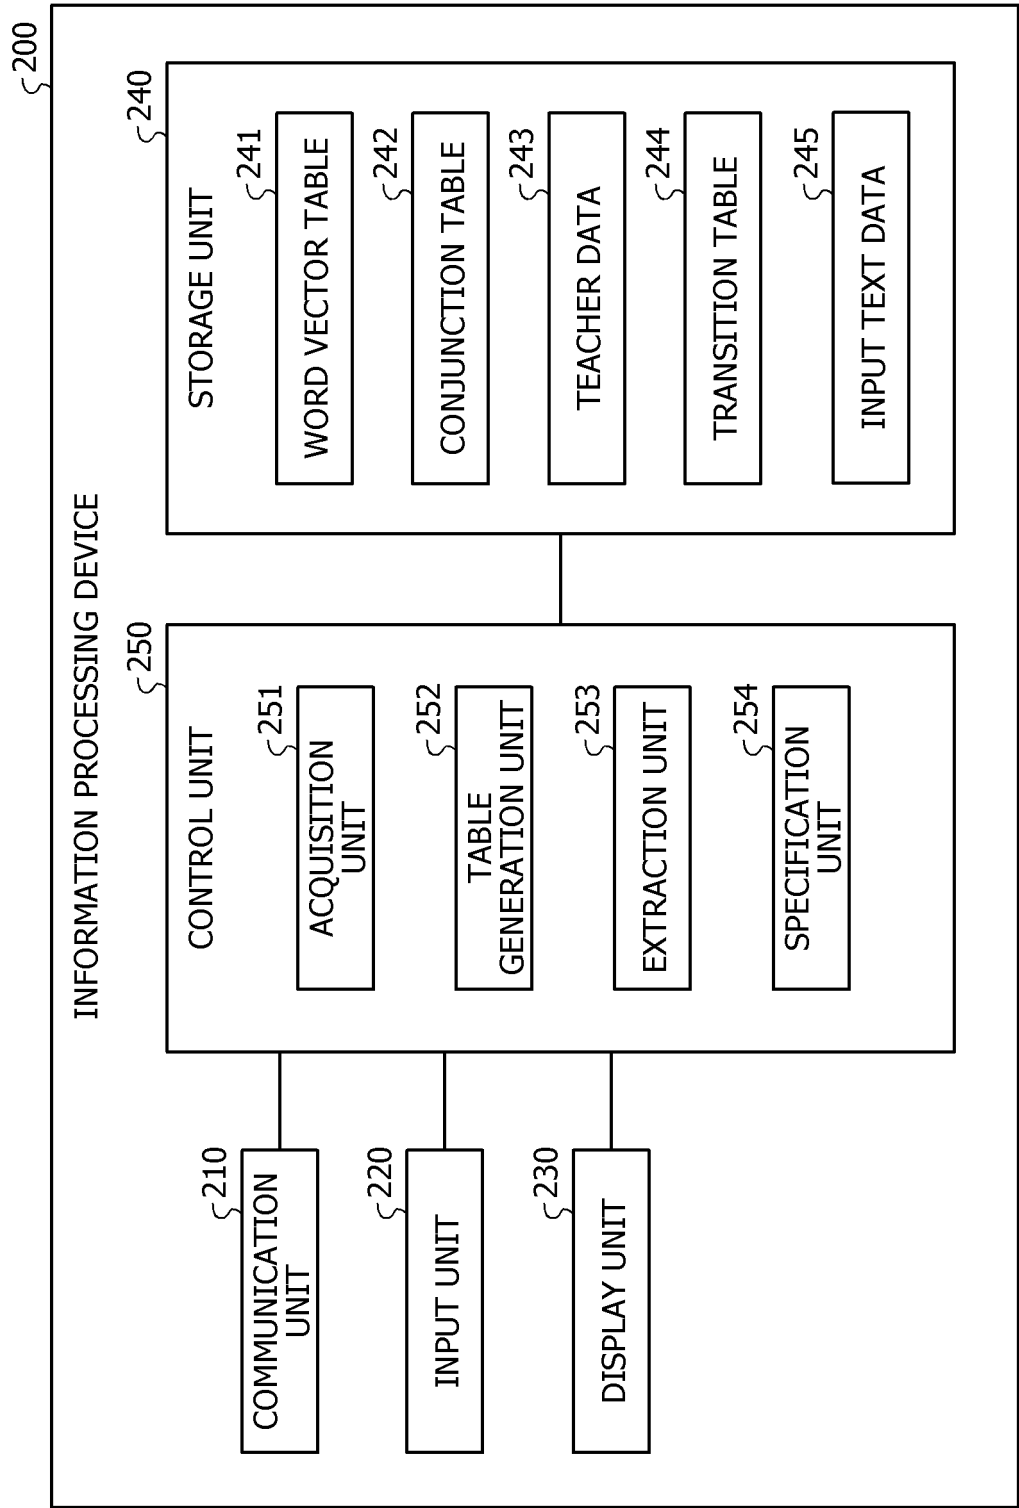 200
INFORMATION PROCESSING DEVICE
210
COMMUNICATION
UNIT
220
INPUT UNIT
230
DISPLAY UNIT
250
CONTROL UNIT
251
ACQUISITION
UNIT
252
TABLE
GENERATION UNIT
253
EXTRACTION UNIT
254
SPECIFICATION
UNIT
240
STORAGE UNIT
241
WORD VECTOR TABLE
242
CONJUNCTION TABLE
243
TEACHER DATA
244
TRANSITION TABLE
245
INPUT TEXT DATA